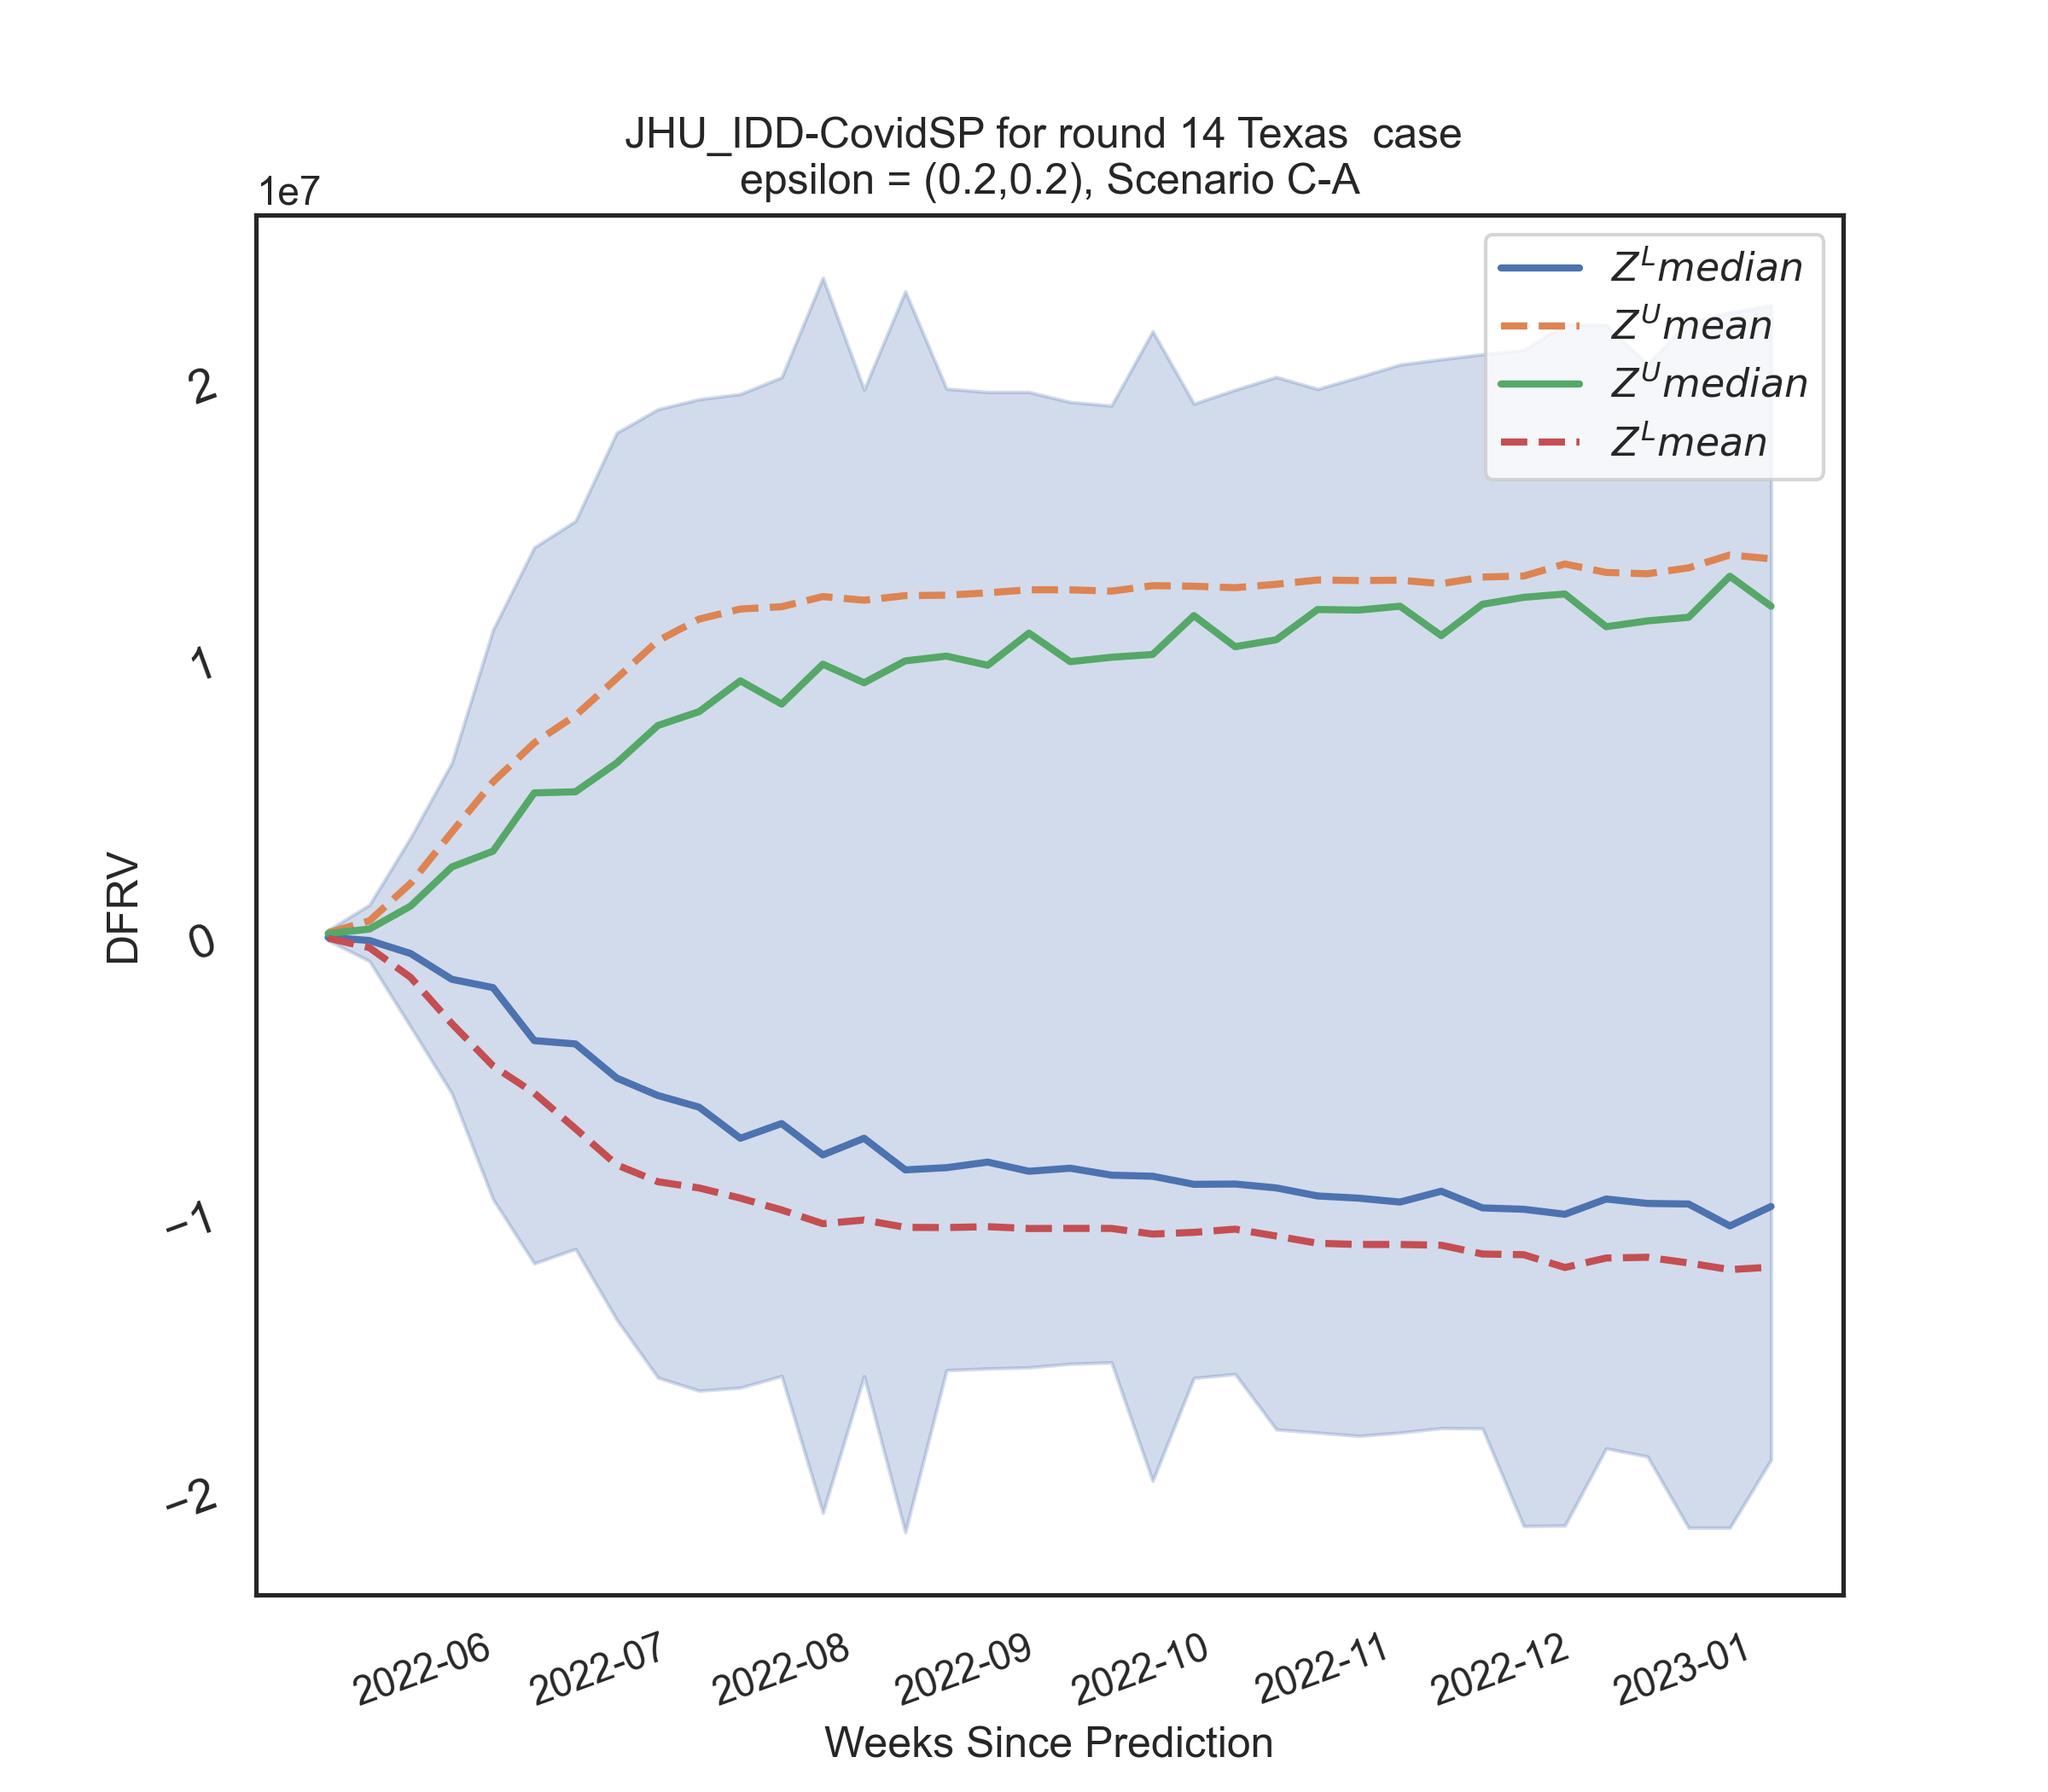 JHU_IDD-CovidSP for round 14 Texas  case
epsilon = (0.2,0.2), Scenario C-A
1e7
Z^L median
Z^U mean
Z^U median
Z^L mean
2
1
0
−1
−2
DFRV
2022-06
2022-07
2022-08
2022-09
2022-10
2022-11
2022-12
2023-01
Weeks Since Prediction